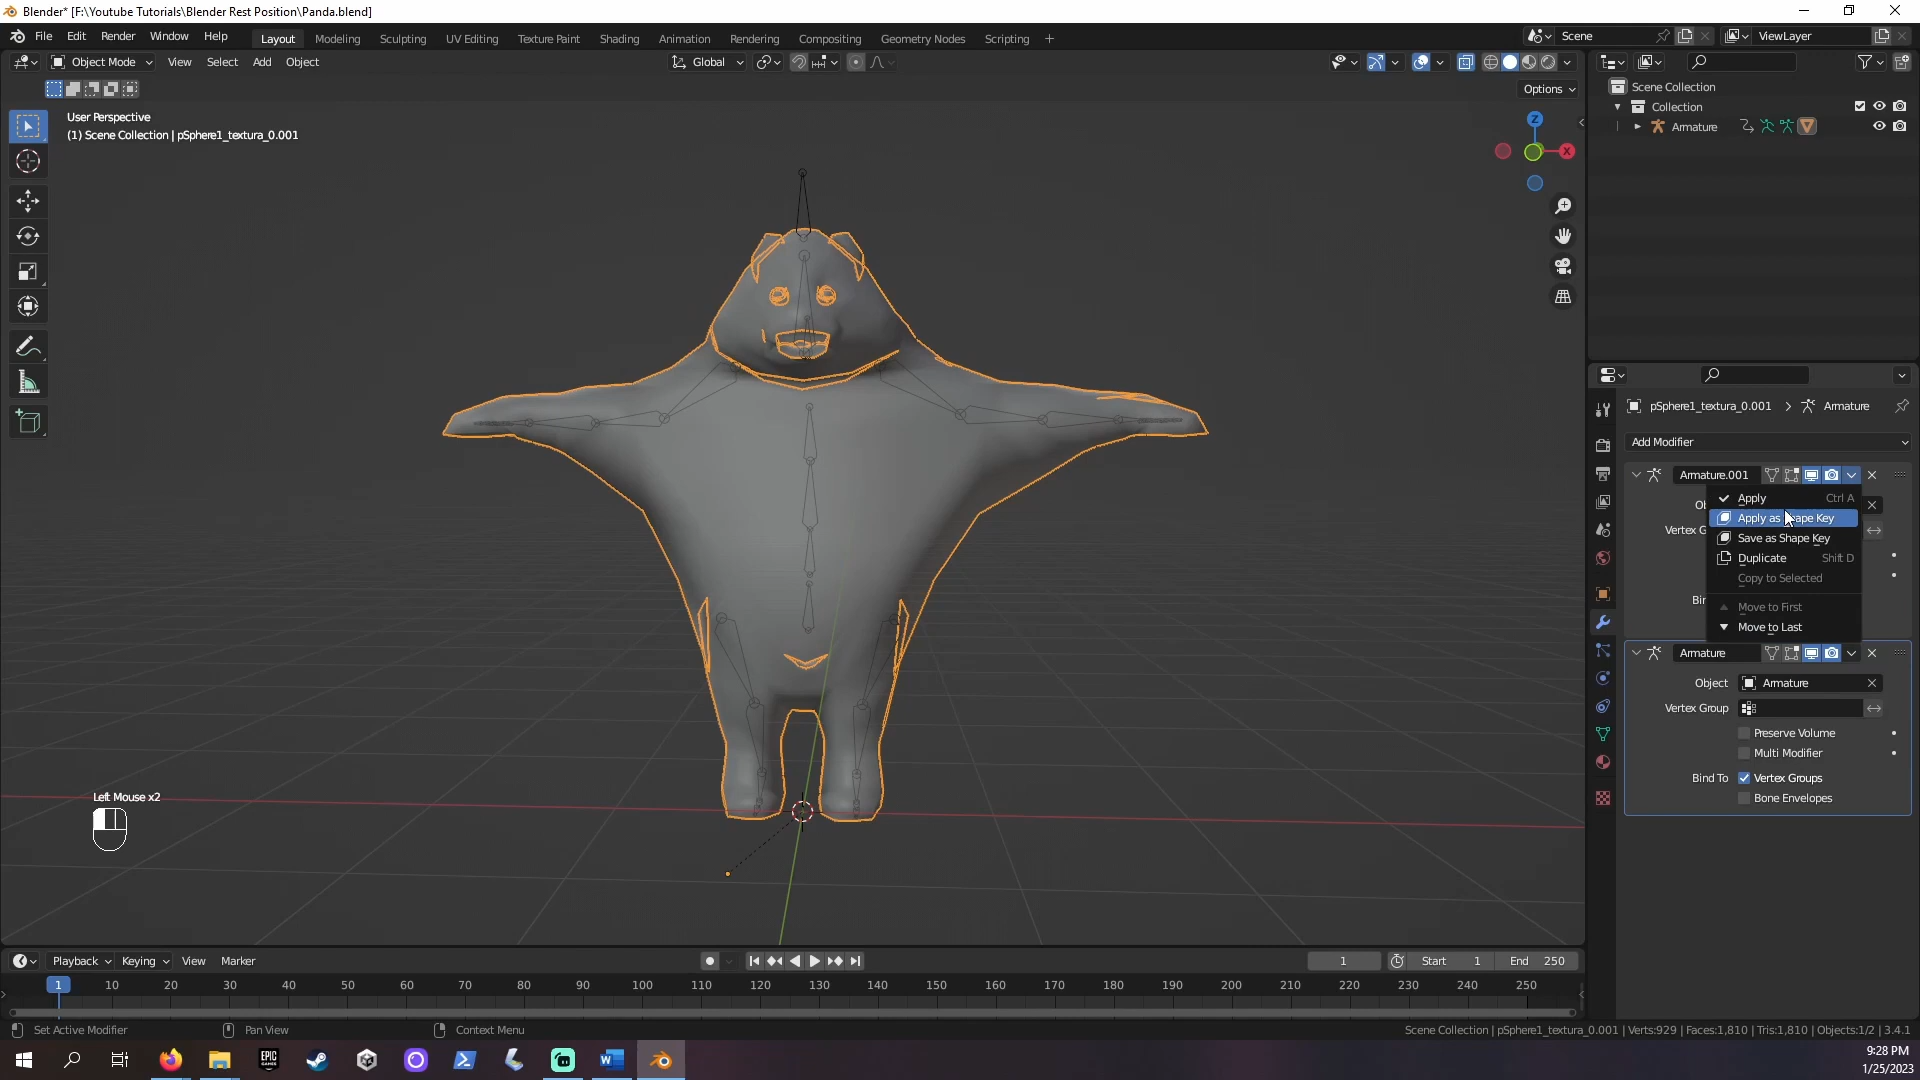 Blender* [F:\Youtube Tutorials\Blender Rest Position\Panda.blend]
File Edit Render Window Help Layout Modeling Sculpting UV Editing Texture Paint Shading Animation Rendering Compositing Geometry Nodes Scripting + Scene ViewLayer
Object Mode View Select Add Object Global
Options
User Perspective
(1) Scene Collection | pSphere1_textura_0.001
Z
X
Scene Collection
Collection
Armature
pSphere1_textura_0.001 > Armature
Add Modifier
Armature.001
Apply Ctrl A
Apply as Shape Key
Vertex G
Save as Shape Key
Duplicate Shift D
Copy to Selected
Bin
Move to First
Move to Last
Armature
Object Armature
Vertex Group
Preserve Volume
Multi Modifier
Bind To Vertex Groups
Bone Envelopes
Left Mouse x2
Playback Keying View Marker 1 Start 1 End 250
1 10 20 30 40 50 60 70 80 90 100 110 120 130 140 150 160 170 180 190 200 210 220 230 240 250
Set Active Modifier Pan View Context Menu Scene Collection | pSphere1_textura_0.001 | Verts:929 | Faces:1,810 | Tris:1,810 | Objects:1/2 | 3.4.1
EPIC GAMES
9:28 PM
1/25/2023